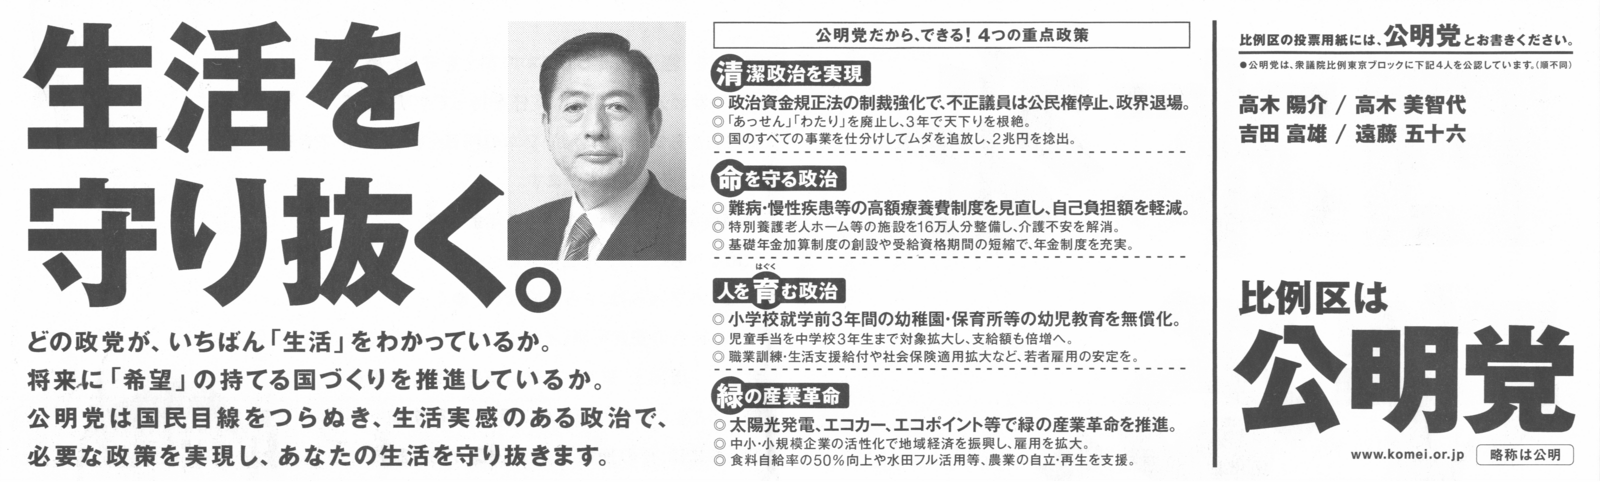 生活を
守り抜く。
どの政党が、いちばん「生活」をわかっているか。
将来に「希望」の持てる国づくりを推進しているか。
公明党は国民目線をつらぬき、生活実感のある政治で、
必要な政策を実現し、あなたの生活を守り抜きます。
公明党だから、できる！4つの重点政策
清潔政治を実現
◎政治資金規正法の制裁強化で、不正議員は公民権停止、政界退場。
◎「あっせん」「わたり」を廃止し、3年で天下りを根絶。
◎国のすべての事業を仕分けしてムダを追放し、2兆円を捻出。
命を守る政治
◎難病・慢性疾患等の高額療養費制度を見直し、自己負担額を軽減。
◎特別養護老人ホーム等の施設を16万人分整備し、介護不安を解消。
◎基礎年金加算制度の創設や受給資格期間の短縮で、年金制度を充実。
はぐく
人を育む政治
◎小学校就学前3年間の幼稚園・保育所等の幼児教育を無償化。
◎児童手当を中学校3年生まで対象拡大し、支給額も倍増へ。
◎職業訓練・生活支援給付や社会保険適用拡大など、若者雇用の安定を。
緑の産業革命
◎太陽光発電、エコカー、エコポイント等で緑の産業革命を推進。
◎中小・小規模企業の活性化で地域経済を振興し、雇用を拡大。
◎食料自給率の50%向上や水田フル活用等、農業の自立・再生を支援。
比例区の投票用紙には、公明党とお書きください。
●公明党は、衆議院比例東京ブロックに下記4人を公認しています。（順不同）
高木 陽介 / 高木 美智代
吉田 富雄 / 遠藤 五十六
比例区は
公明党
www.komei.or.jp 略称は公明